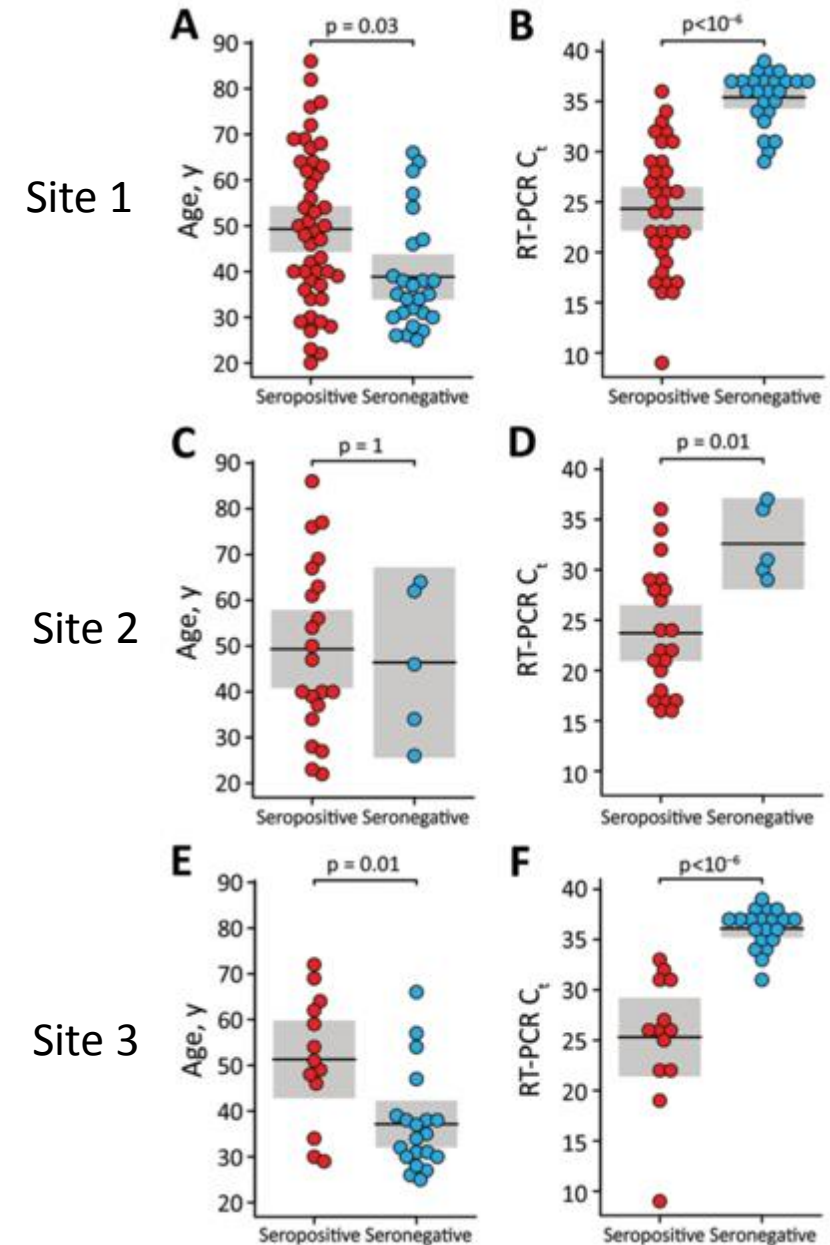 A
p = 0.03
Age, y
90
80
70
60
50
40
30
20
Seropositive Seronegative
B
p<10⁻⁶
RT-PCR Cₜ
40
35
30
25
20
15
10
Seropositive Seronegative
Site 1
C
p = 1
Age, y
90
80
70
60
50
40
30
20
Seropositive Seronegative
D
p = 0.01
RT-PCR Cₜ
40
35
30
25
20
15
10
Seropositive Seronegative
Site 2
E
p = 0.01
Age, y
90
80
70
60
50
40
30
20
Seropositive Seronegative
F
p<10⁻⁶
RT-PCR Cₜ
40
35
30
25
20
15
10
Seropositive Seronegative
Site 3